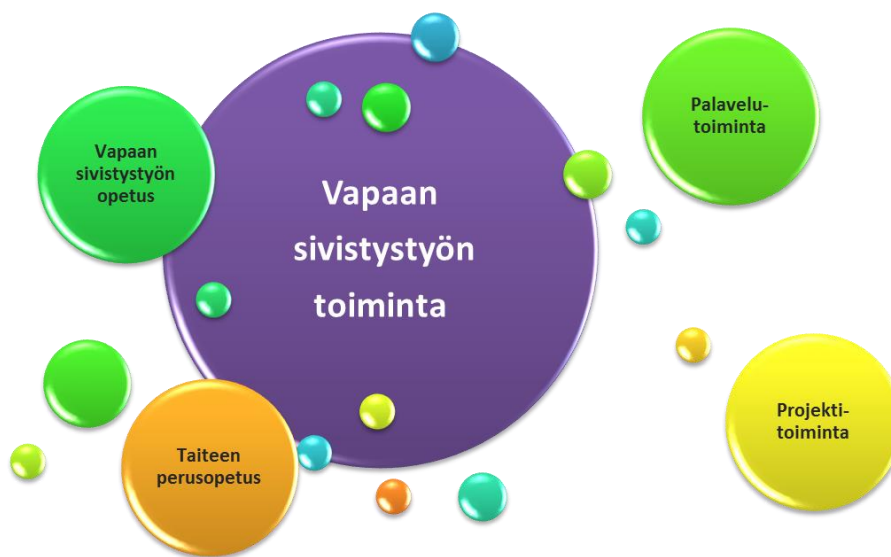 Vapaan
sivistystyön
opetus
Vapaan
sivistystyön
toiminta
Palavelu-
toiminta
Taiteen
perusopetus
Projekti-
toiminta